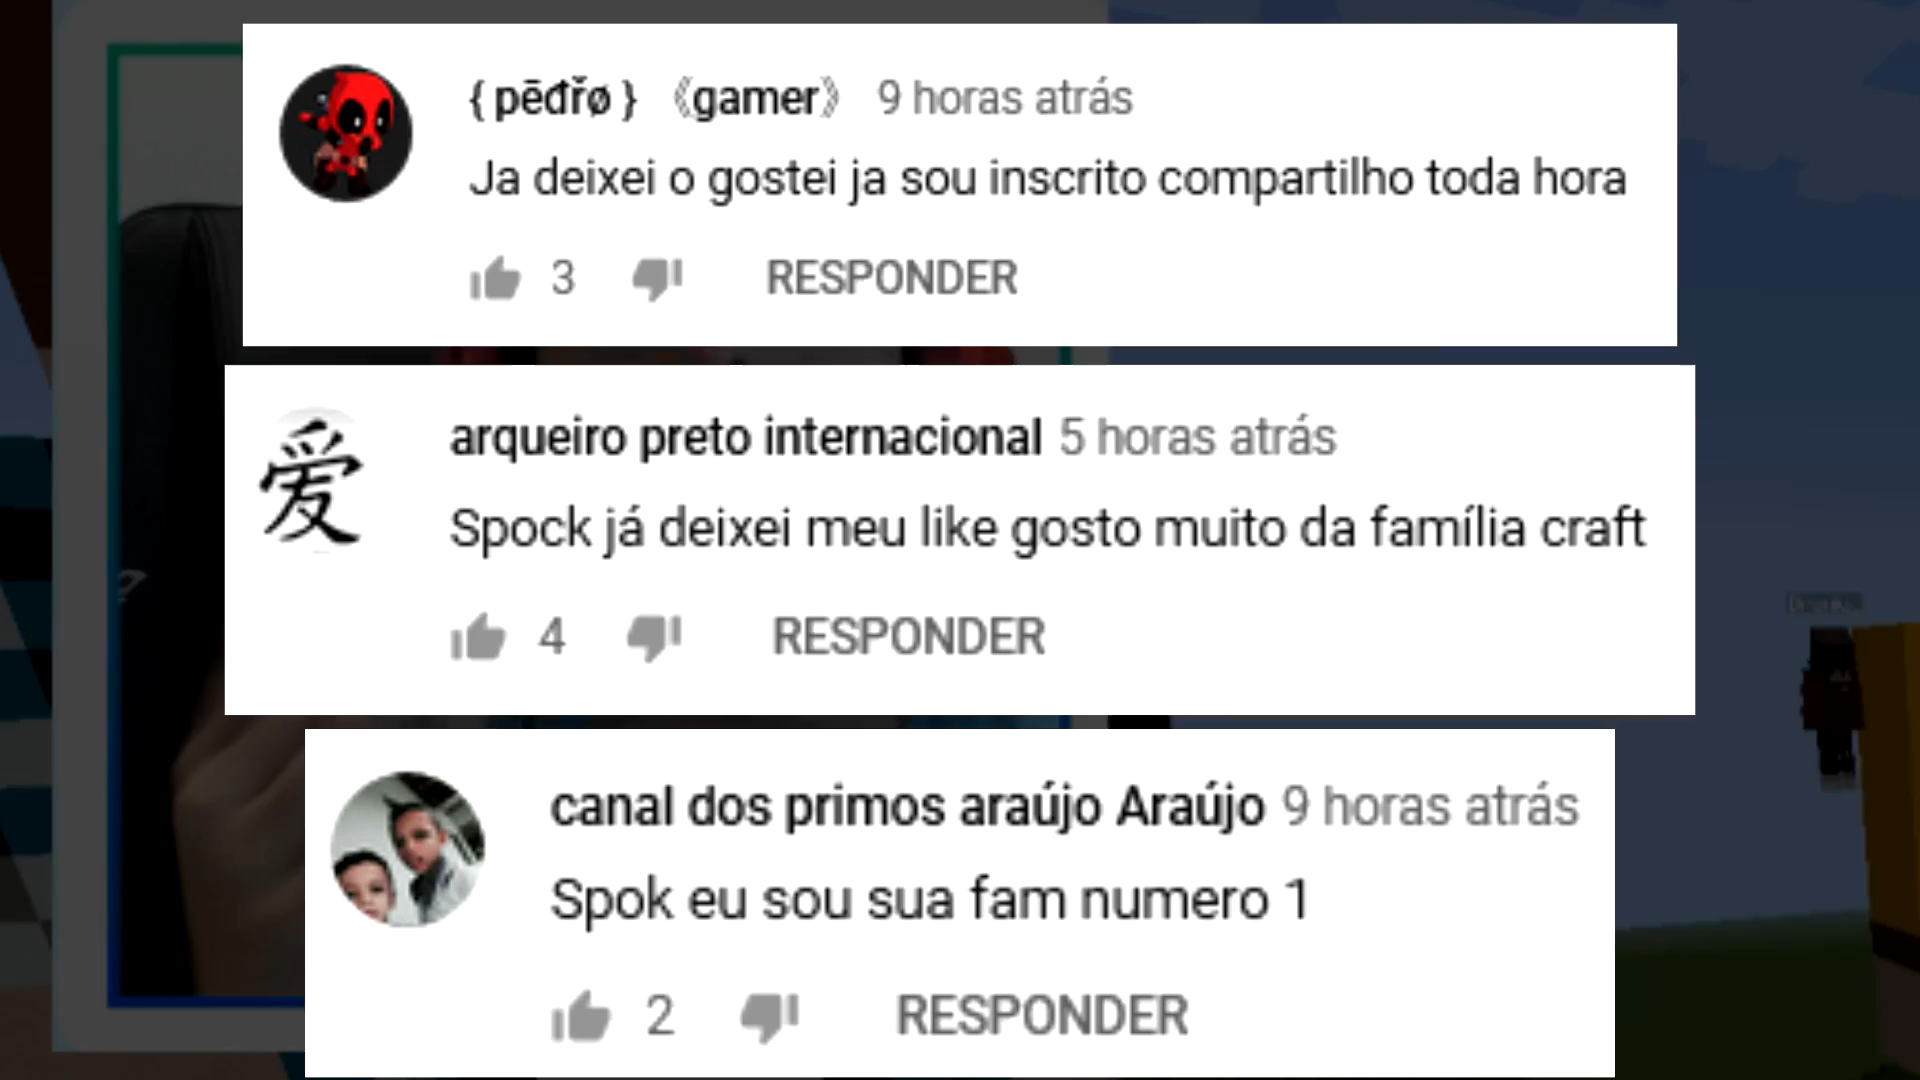 { pēđřø } 《gamer》 9 horas atrás
Ja deixei o gostei ja sou inscrito compartilho toda hora
3 RESPONDER
爱
arqueiro preto internacional 5 horas atrás
Spock já deixei meu like gosto muito da família craft
4 RESPONDER
canal dos primos araújo Araújo 9 horas atrás
Spok eu sou sua fam numero 1
2 RESPONDER